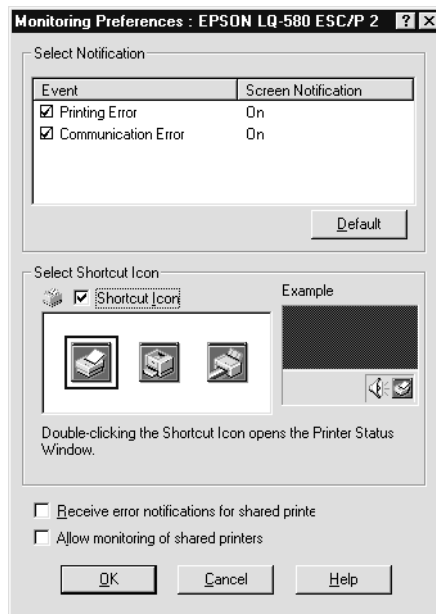 Monitoring Preferences : EPSON LQ-580 ESC/P 2
Select Notification
Event Screen Notification
Printing Error On
Communication Error On
Default
Select Shortcut Icon
Shortcut Icon
Example
Double-clicking the Shortcut Icon opens the Printer Status
Window.
Receive error notifications for shared printe
Allow monitoring of shared printers
OK Cancel Help